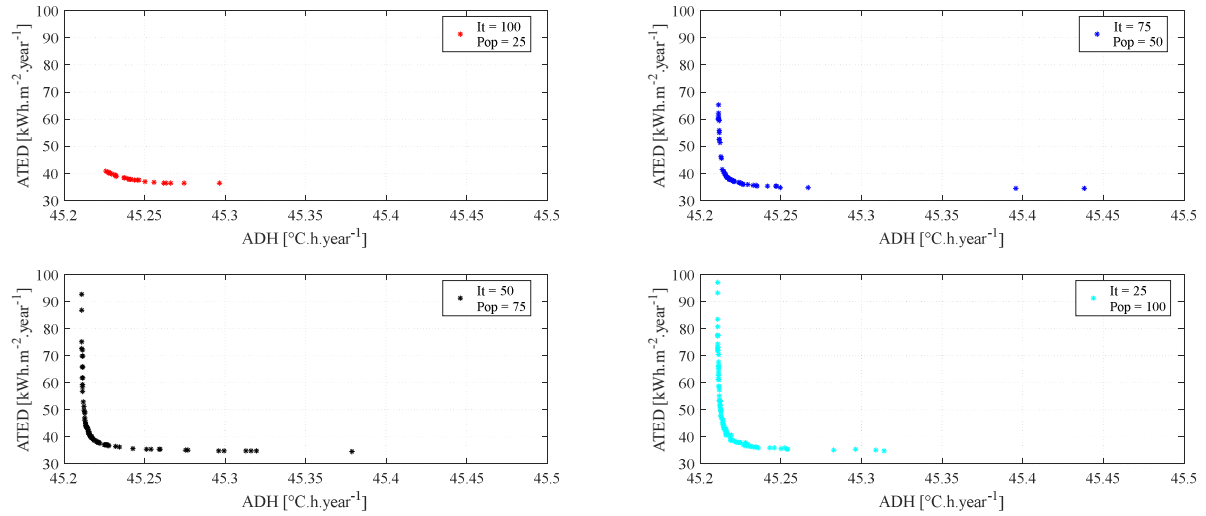 100
90
80
70
60
50
40
30
ATED [kWh.m-2.year-1]
It = 100
Pop = 25
45.2 45.25 45.3 45.35 45.4 45.45 45.5
ADH [°C.h.year-1]
100
90
80
70
60
50
40
30
ATED [kWh.m-2.year-1]
It = 75
Pop = 50
45.2 45.25 45.3 45.35 45.4 45.45 45.5
ADH [°C.h.year-1]
100
90
80
70
60
50
40
30
ATED [kWh.m-2.year-1]
It = 50
Pop = 75
45.2 45.25 45.3 45.35 45.4 45.45 45.5
ADH [°C.h.year-1]
100
90
80
70
60
50
40
30
ATED [kWh.m-2.year-1]
It = 25
Pop = 100
45.2 45.25 45.3 45.35 45.4 45.45 45.5
ADH [°C.h.year-1]